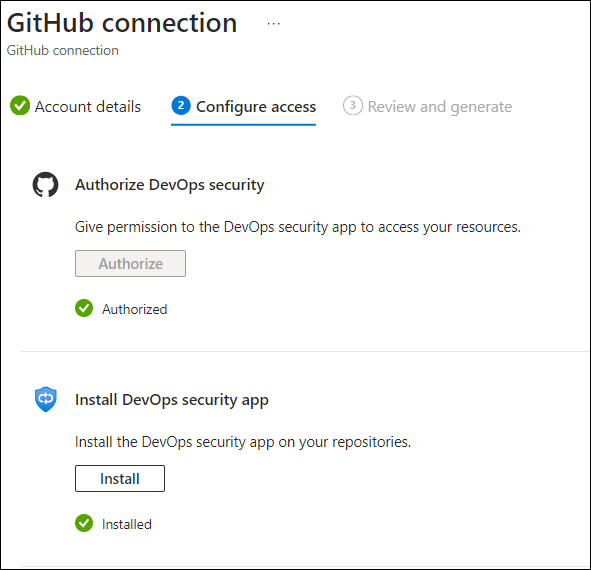 GitHub connection ...
GitHub connection
Account details 2 Configure access 3 Review and generate
Authorize DevOps security
Give permission to the DevOps security app to access your resources.
Authorize
Authorized
Install DevOps security app
Install the DevOps security app on your repositories.
Install
Installed